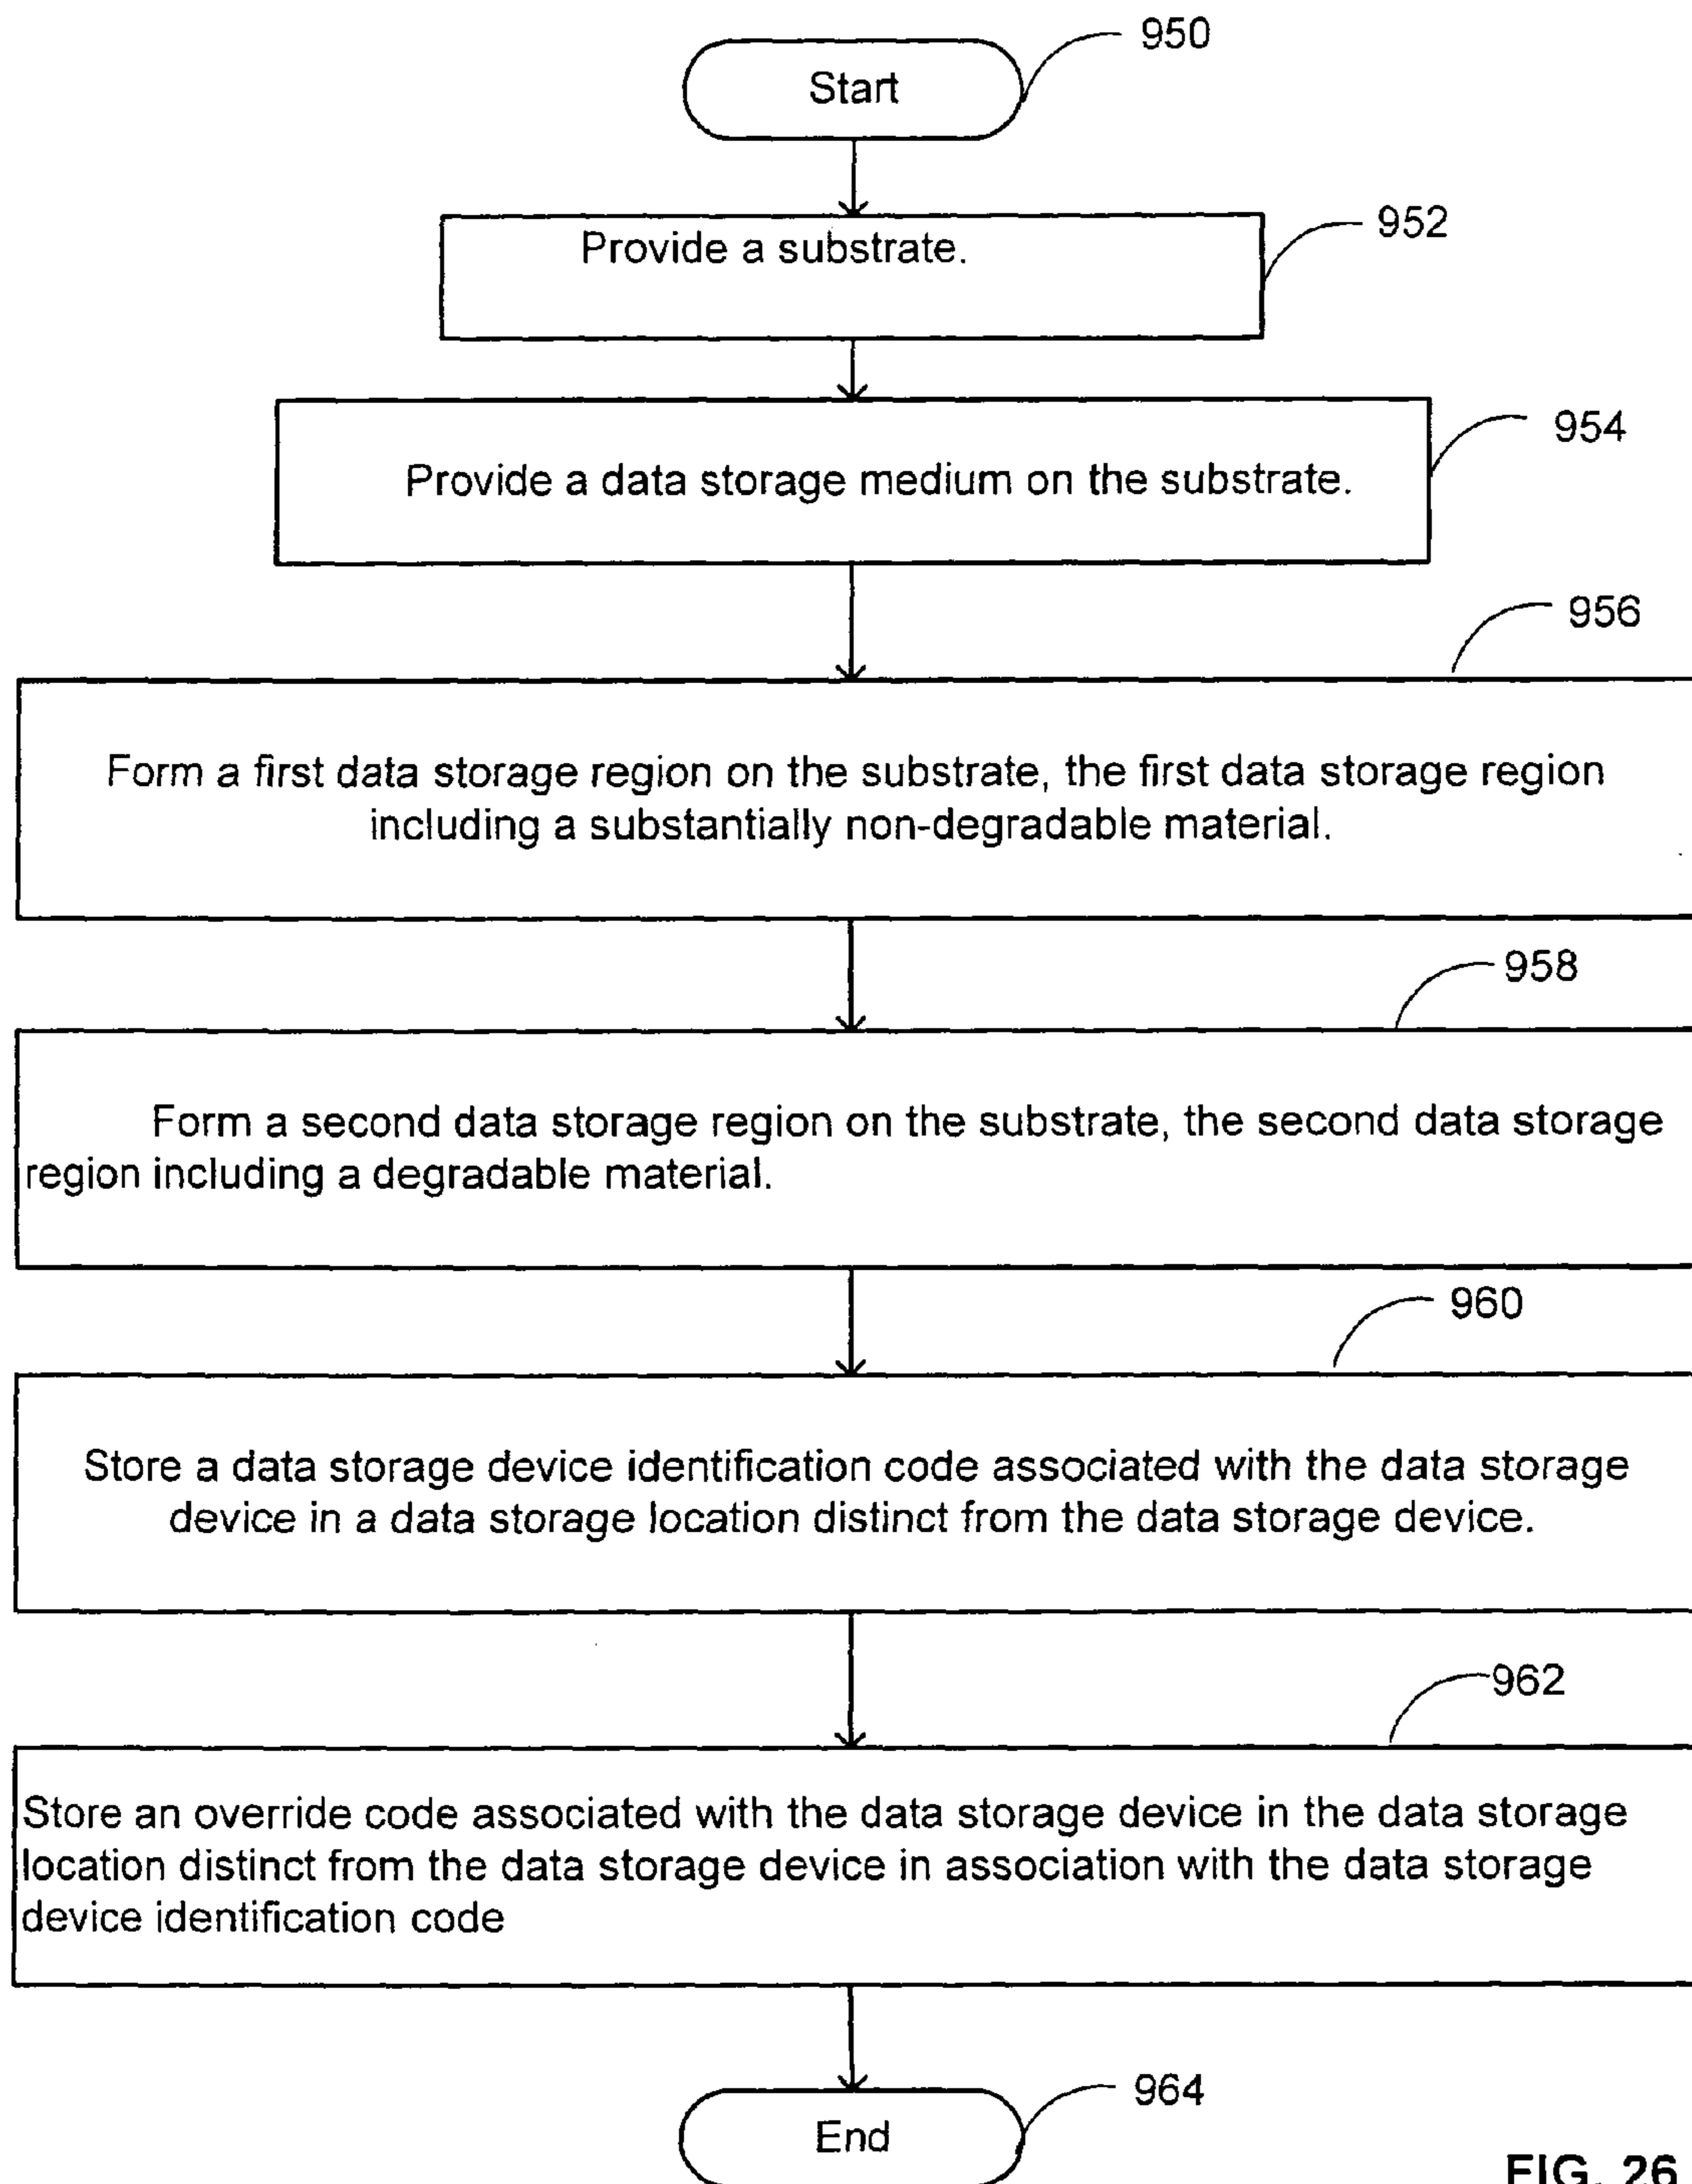 950
Start
952
Provide a substrate.
954
Provide a data storage medium on the substrate.
956
Form a first data storage region on the substrate, the first data storage region
including a substantially non-degradable material.
958
Form a second data storage region on the substrate, the second data storage
region including a degradable material.
960
Store a data storage device identification code associated with the data storage
device in a data storage location distinct from the data storage device.
962
Store an override code associated with the data storage device in the data storage
location distinct from the data storage device in association with the data storage
device identification code
964
End
FIG. 26